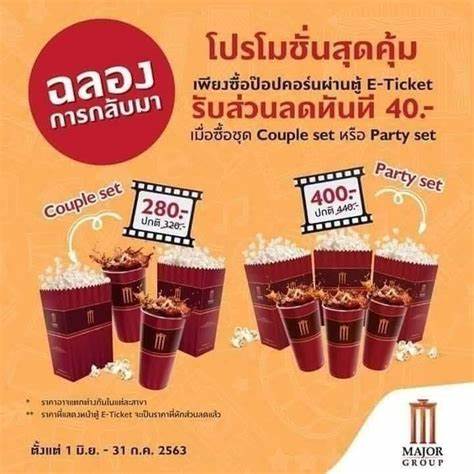 ฉลอง
การกลับมา
โปรโมชั่นสุดคุ้ม
เพียงซื้อป๊อปคอร์นผ่านตู้ E-Ticket
รับส่วนลดทันที 40.-
เมื่อซื้อชุด Couple set หรือ Party set
Couple set
280.-
ปกติ 320.-
Party set
400.-
ปกติ 440.-
* ราคาอาจแตกต่างกันในแต่ละสาขา
** ราคาที่แสดงหน้าตู้ E-Ticket จะเป็นราคาที่หักส่วนลดแล้ว
ตั้งแต่ 1 มิ.ย. - 31 ก.ค. 2563
MAJOR
GROUP